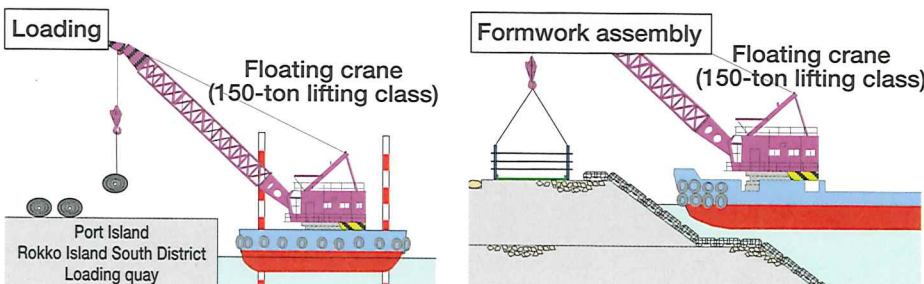 Loading
Floating crane
(150-ton lifting class)
Port Island
Rokko Island South District
Loading quay
Formwork assembly
Floating crane
(150-ton lifting class)